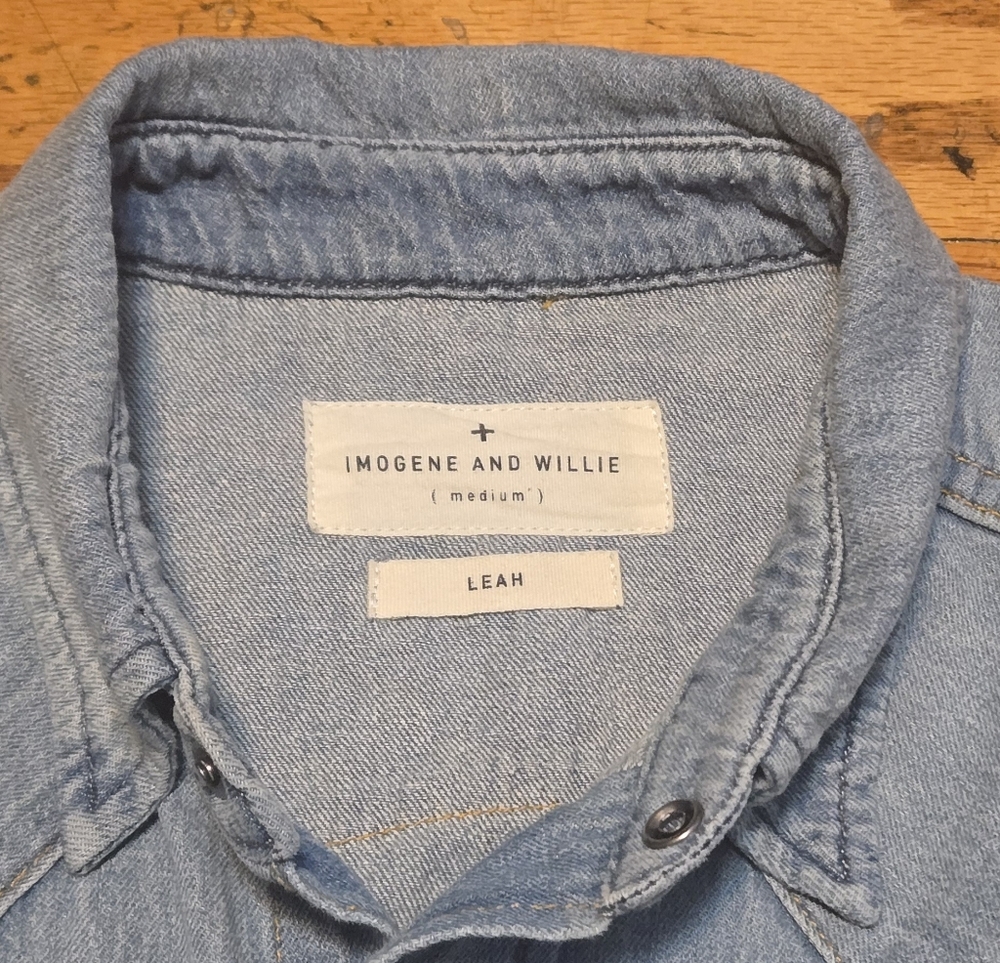 +
IMOGENE AND WILLIE
( medium )
LEAH